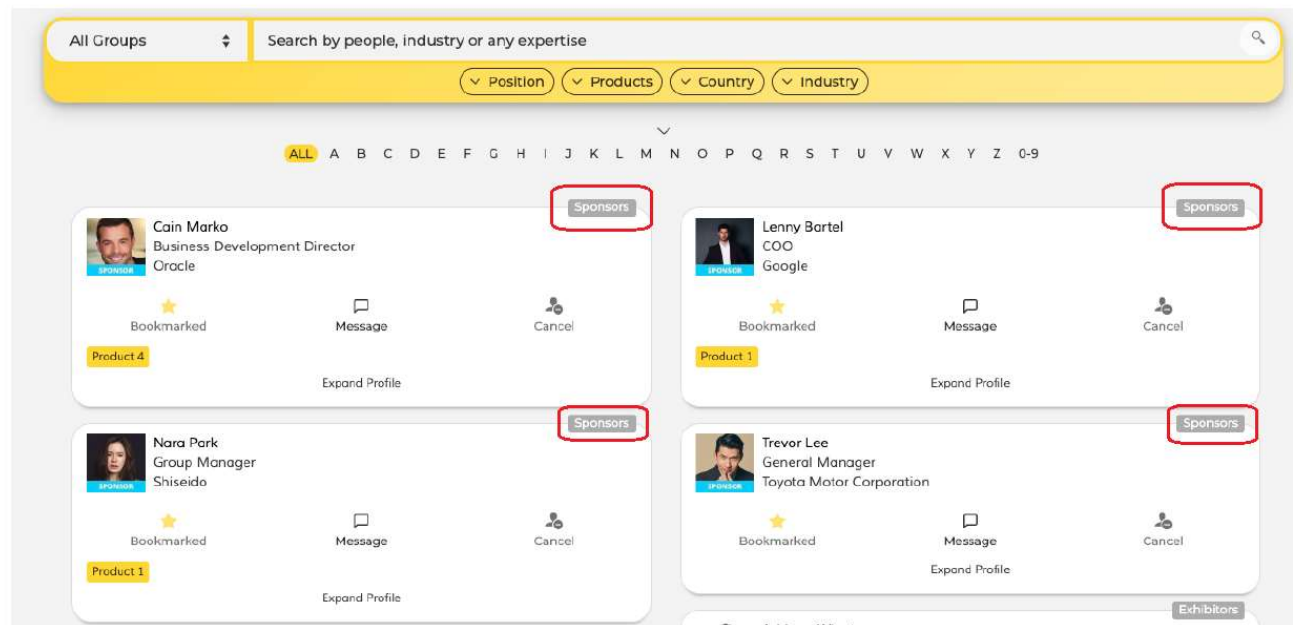 All Groups
Search by people, industry or any expertise
Position Products Country Industry
ALL A B C D E F G H I J K L M N O P Q R S T U V W X Y Z 0-9
Sponsors
Cain Marko
Business Development Director
Oracle
SPONSOR
Bookmarked Message Cancel
Product 4
Expand Profile
Sponsors
Lenny Bartel
COO
Google
SPONSOR
Bookmarked Message Cancel
Product 1
Expand Profile
Sponsors
Nara Park
Group Manager
Shiseido
SPONSOR
Bookmarked Message Cancel
Product 1
Expand Profile
Sponsors
Trevor Lee
General Manager
Toyota Motor Corporation
SPONSOR
Bookmarked Message Cancel
Expand Profile
Exhibitors